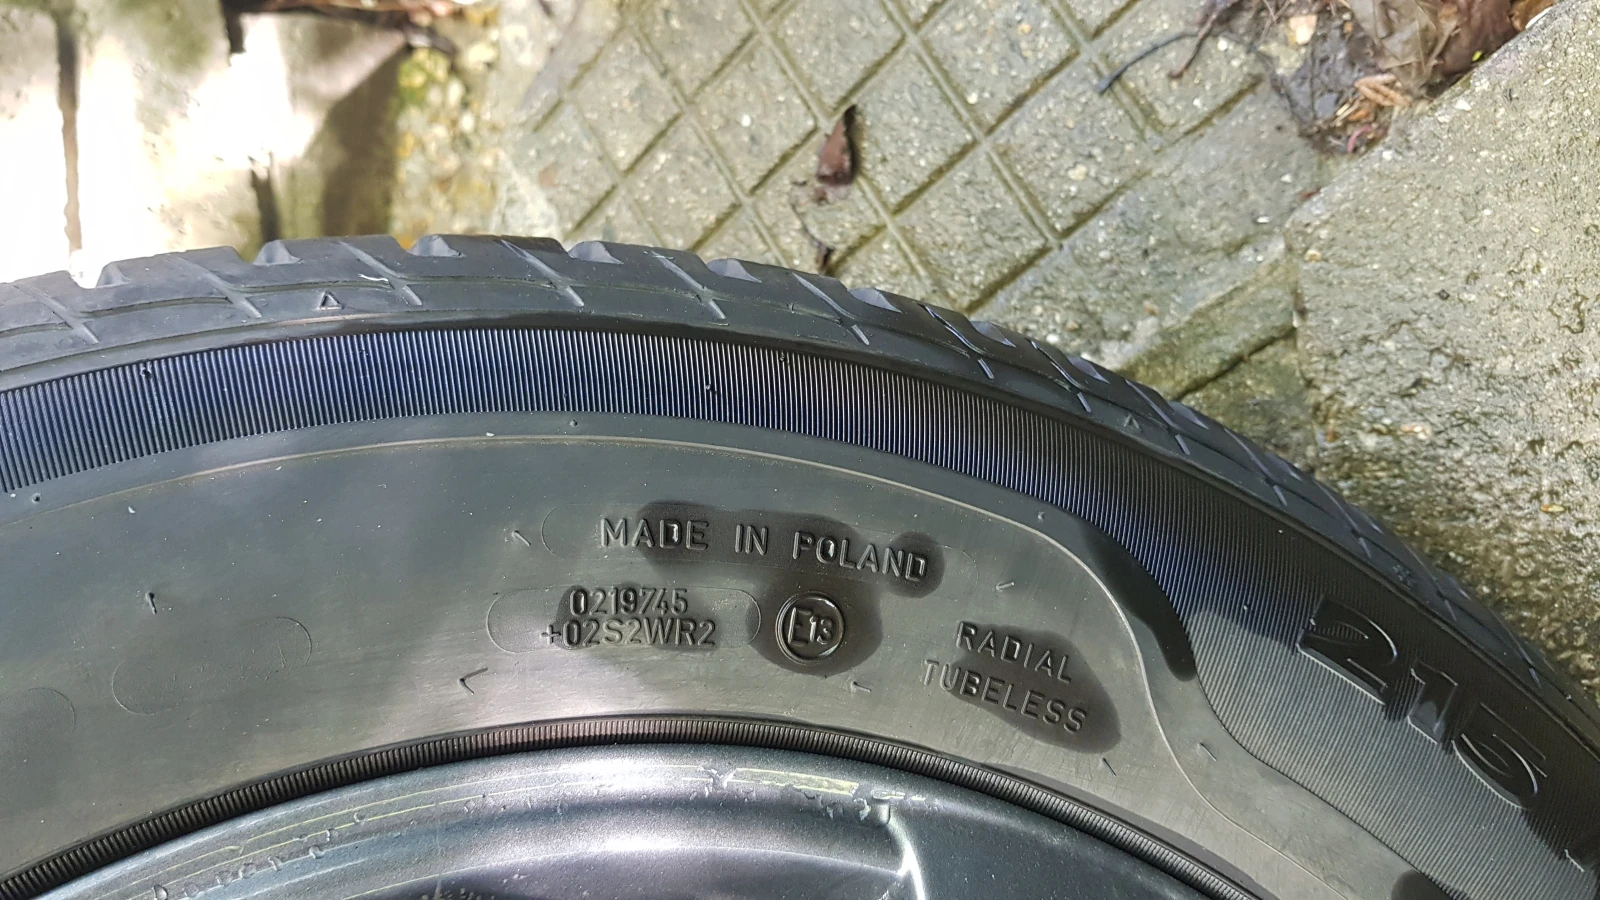 MADE IN POLAND
0219745
+02S2WR2
E13
RADIAL
TUBELESS
215